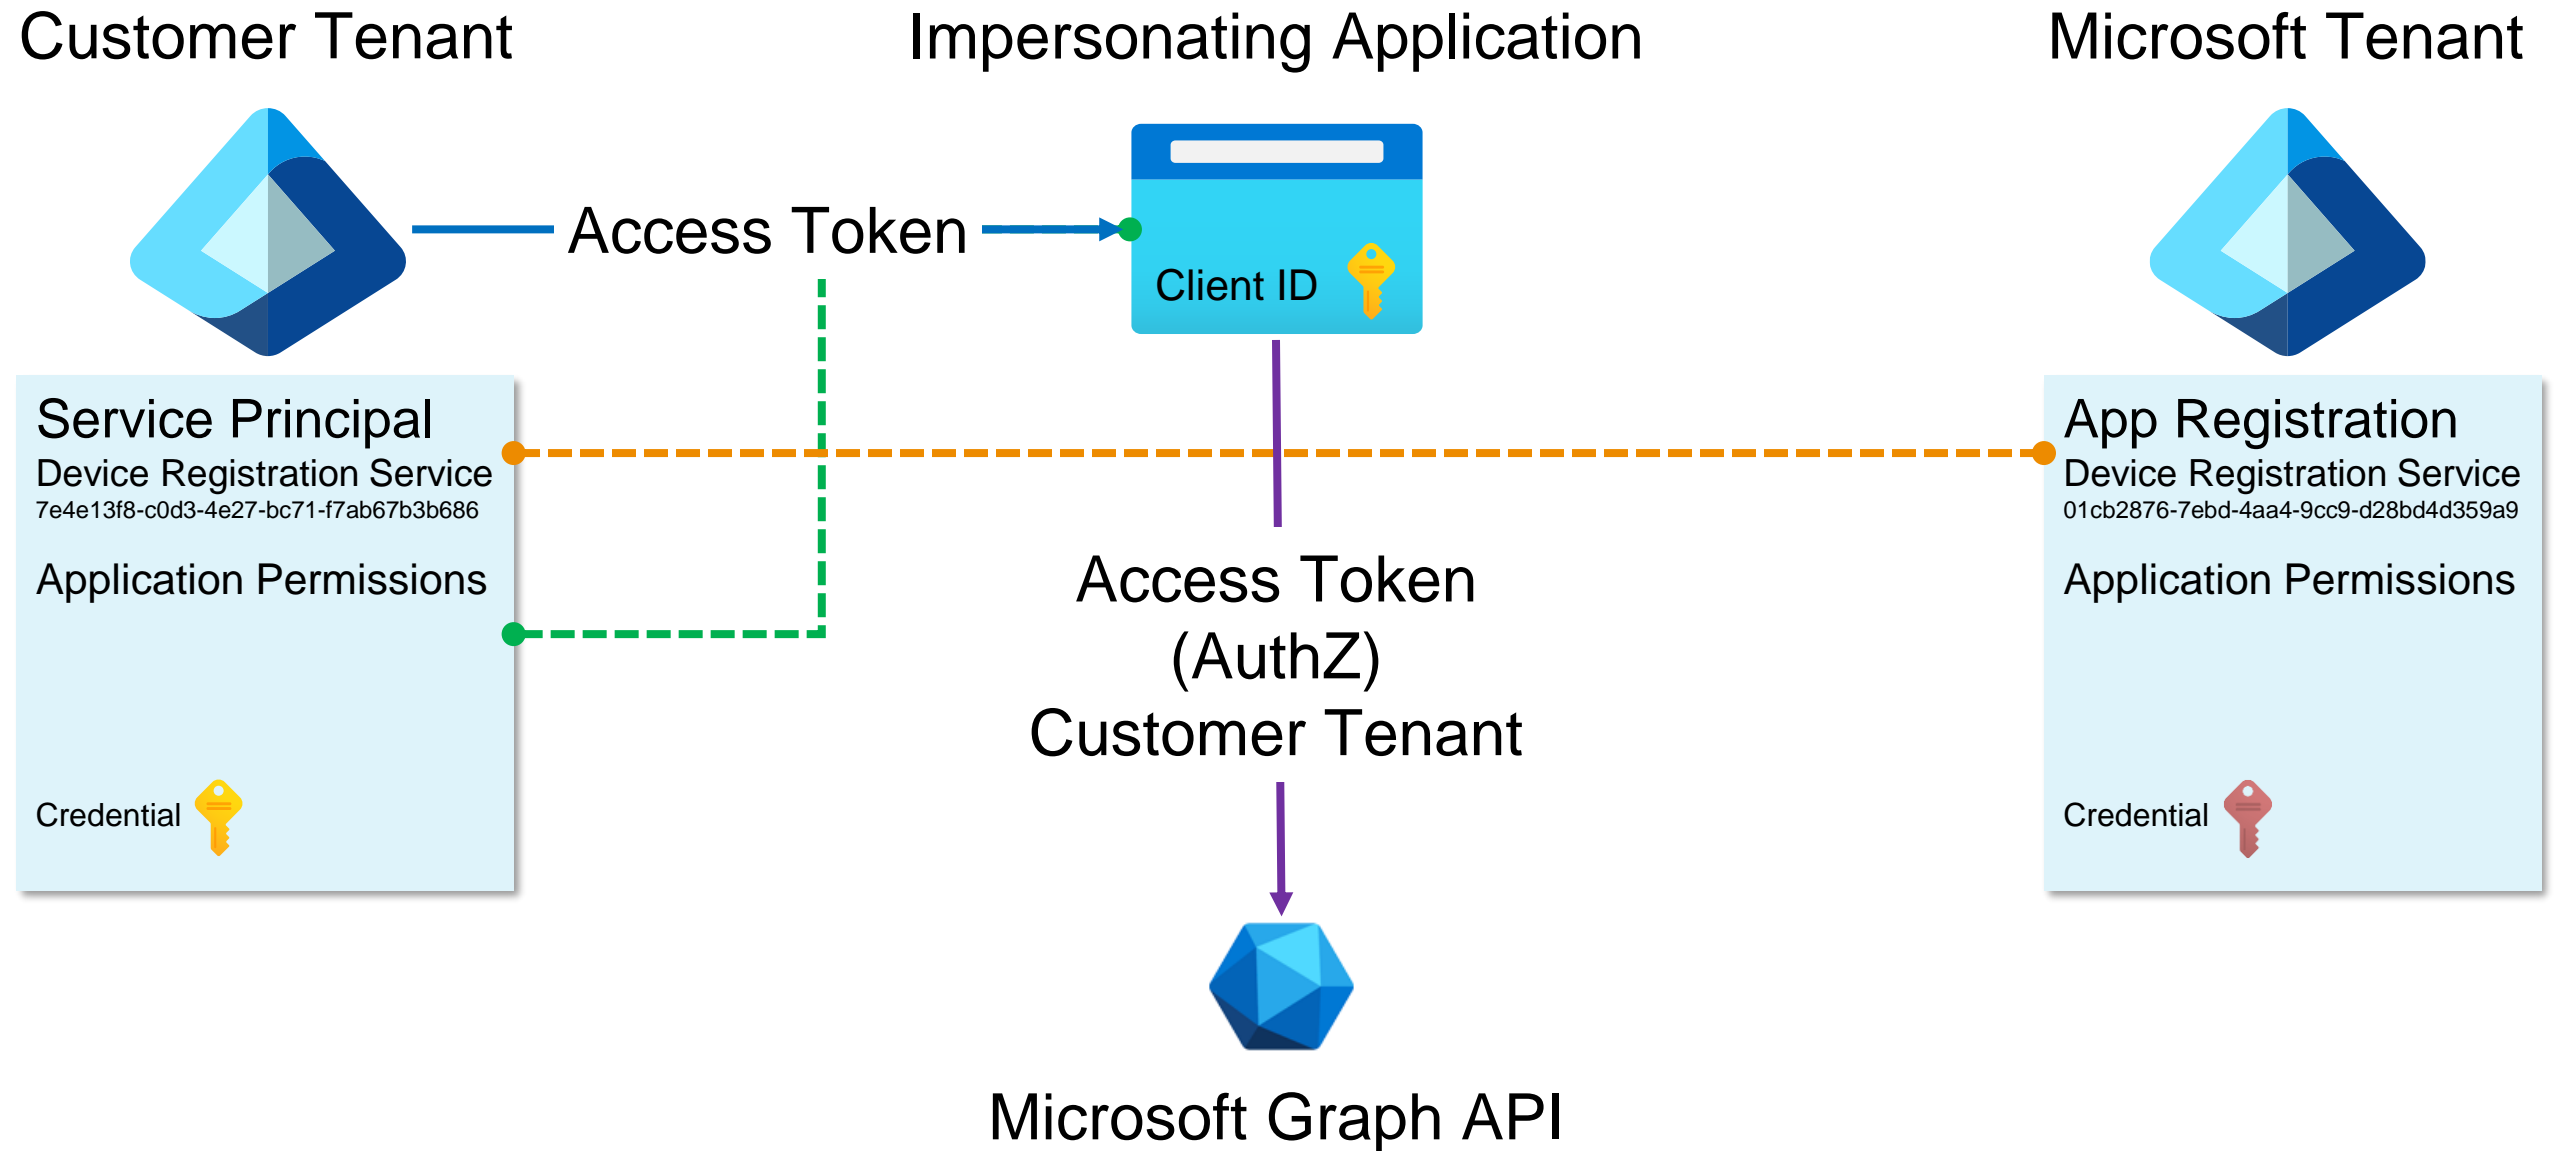 Customer Tenant
Impersonating Application
Microsoft Tenant
Access Token
Client ID
Service Principal
Device Registration Service
7e4e13f8-c0d3-4e27-bc71-f7ab67b3b686
Application Permissions
Credential
Access Token
(AuthZ)
Customer Tenant
Microsoft Graph API
App Registration
Device Registration Service
01cb2876-7ebd-4aa4-9cc9-d28bd4d359a9
Application Permissions
Credential